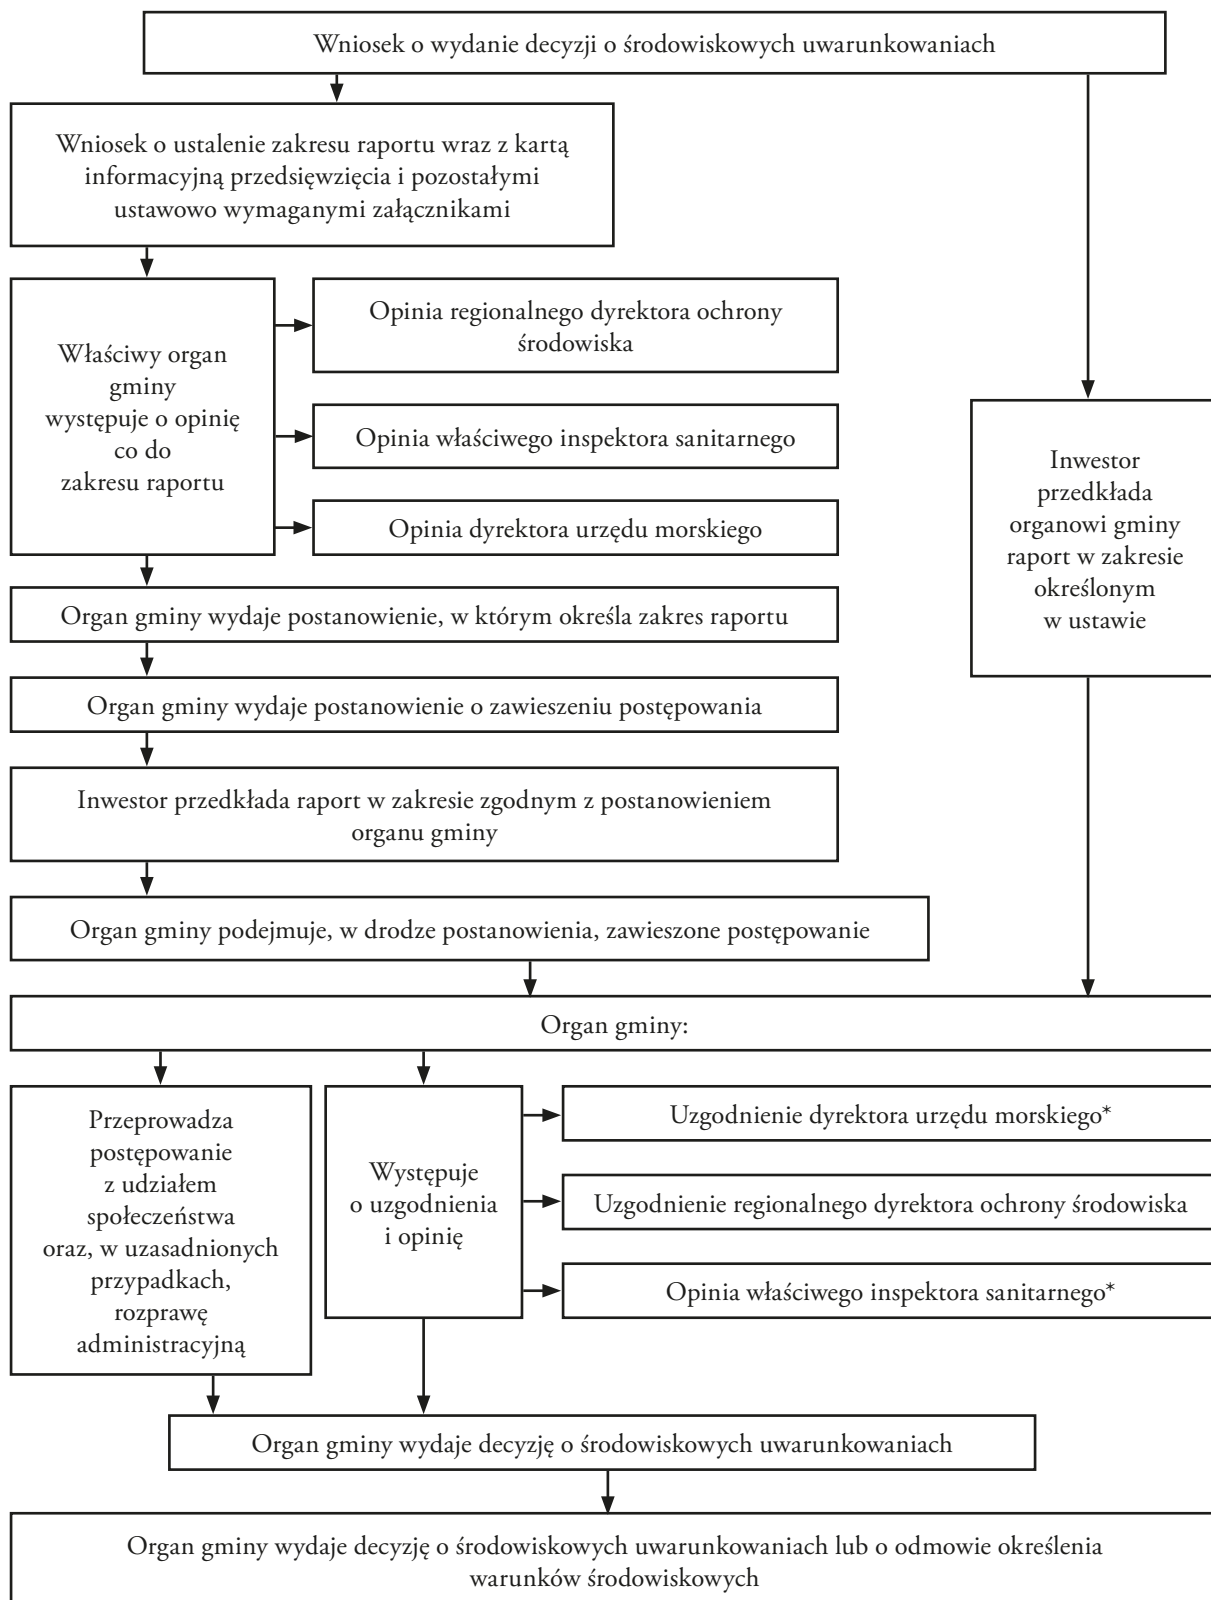 Wniosek o wydanie decyzji o środowiskowych uwarunkowaniach
Wniosek o ustalenie zakresu raportu wraz z kartą
informacyjną przedsięwzięcia i pozostałymi
ustawowo wymaganymi załącznikami
Właściwy organ
gminy
występuje o opinię
co do
zakresu raportu
Opinia regionalnego dyrektora ochrony
środowiska
Opinia właściwego inspektora sanitarnego
Opinia dyrektora urzędu morskiego
Inwestor
przedkłada
organowi gminy
raport w zakresie
określonym
w ustawie
Organ gminy wydaje postanowienie, w którym określa zakres raportu
Organ gminy wydaje postanowienie o zawieszeniu postępowania
Inwestor przedkłada raport w zakresie zgodnym z postanowieniem
organu gminy
Organ gminy podejmuje, w drodze postanowienia, zawieszone postępowanie
Organ gminy:
Przeprowadza
postępowanie
z udziałem
społeczeństwa
oraz, w uzasadnionych
przypadkach,
rozprawę
administracyjną
Występuje
o uzgodnienia
i opinię
Uzgodnienie dyrektora urzędu morskiego*
Uzgodnienie regionalnego dyrektora ochrony środowiska
Opinia właściwego inspektora sanitarnego*
Organ gminy wydaje decyzję o środowiskowych uwarunkowaniach
Organ gminy wydaje decyzję o środowiskowych uwarunkowaniach lub o odmowie określenia
warunków środowiskowych